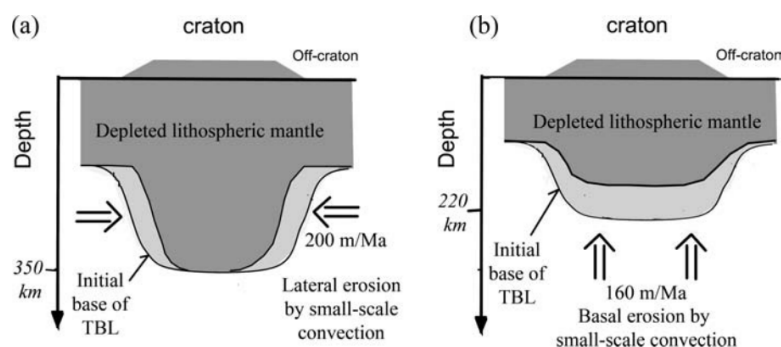 (a)
craton
Off-craton
Depleted lithospheric mantle
Depth
200 m/Ma
350
km
Initial
base of
TBL
Lateral erosion
by small-scale
convection
(b)
craton
Off-craton
Depleted lithospheric mantle
Depth
220
km
Initial
base of
TBL
160 m/Ma
Basal erosion by
small-scale convection